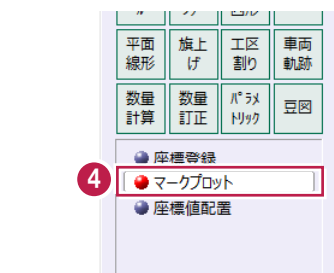 平面 旗上 工区 車両
線形 げ 割り 軌跡
数量 数量 ﾊﾟﾗﾒ 豆図
計算 訂正 ﾄﾘｯｸ
座標登録
4 マークプロット
座標値配置